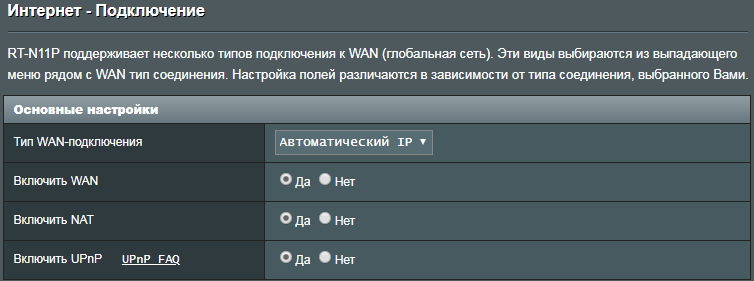 Интернет - Подключение
RT-N11P поддерживает несколько типов подключения к WAN (глобальная сеть). Эти виды выбираются из выпадающего
меню рядом с WAN тип соединения. Настройка полей различаются в зависимости от типа соединения, выбранного Вами.
Основные настройки
Тип WAN-подключения Автоматический IP
Включить WAN Да Нет
Включить NAT Да Нет
Включить UPnP UPnP FAQ Да Нет